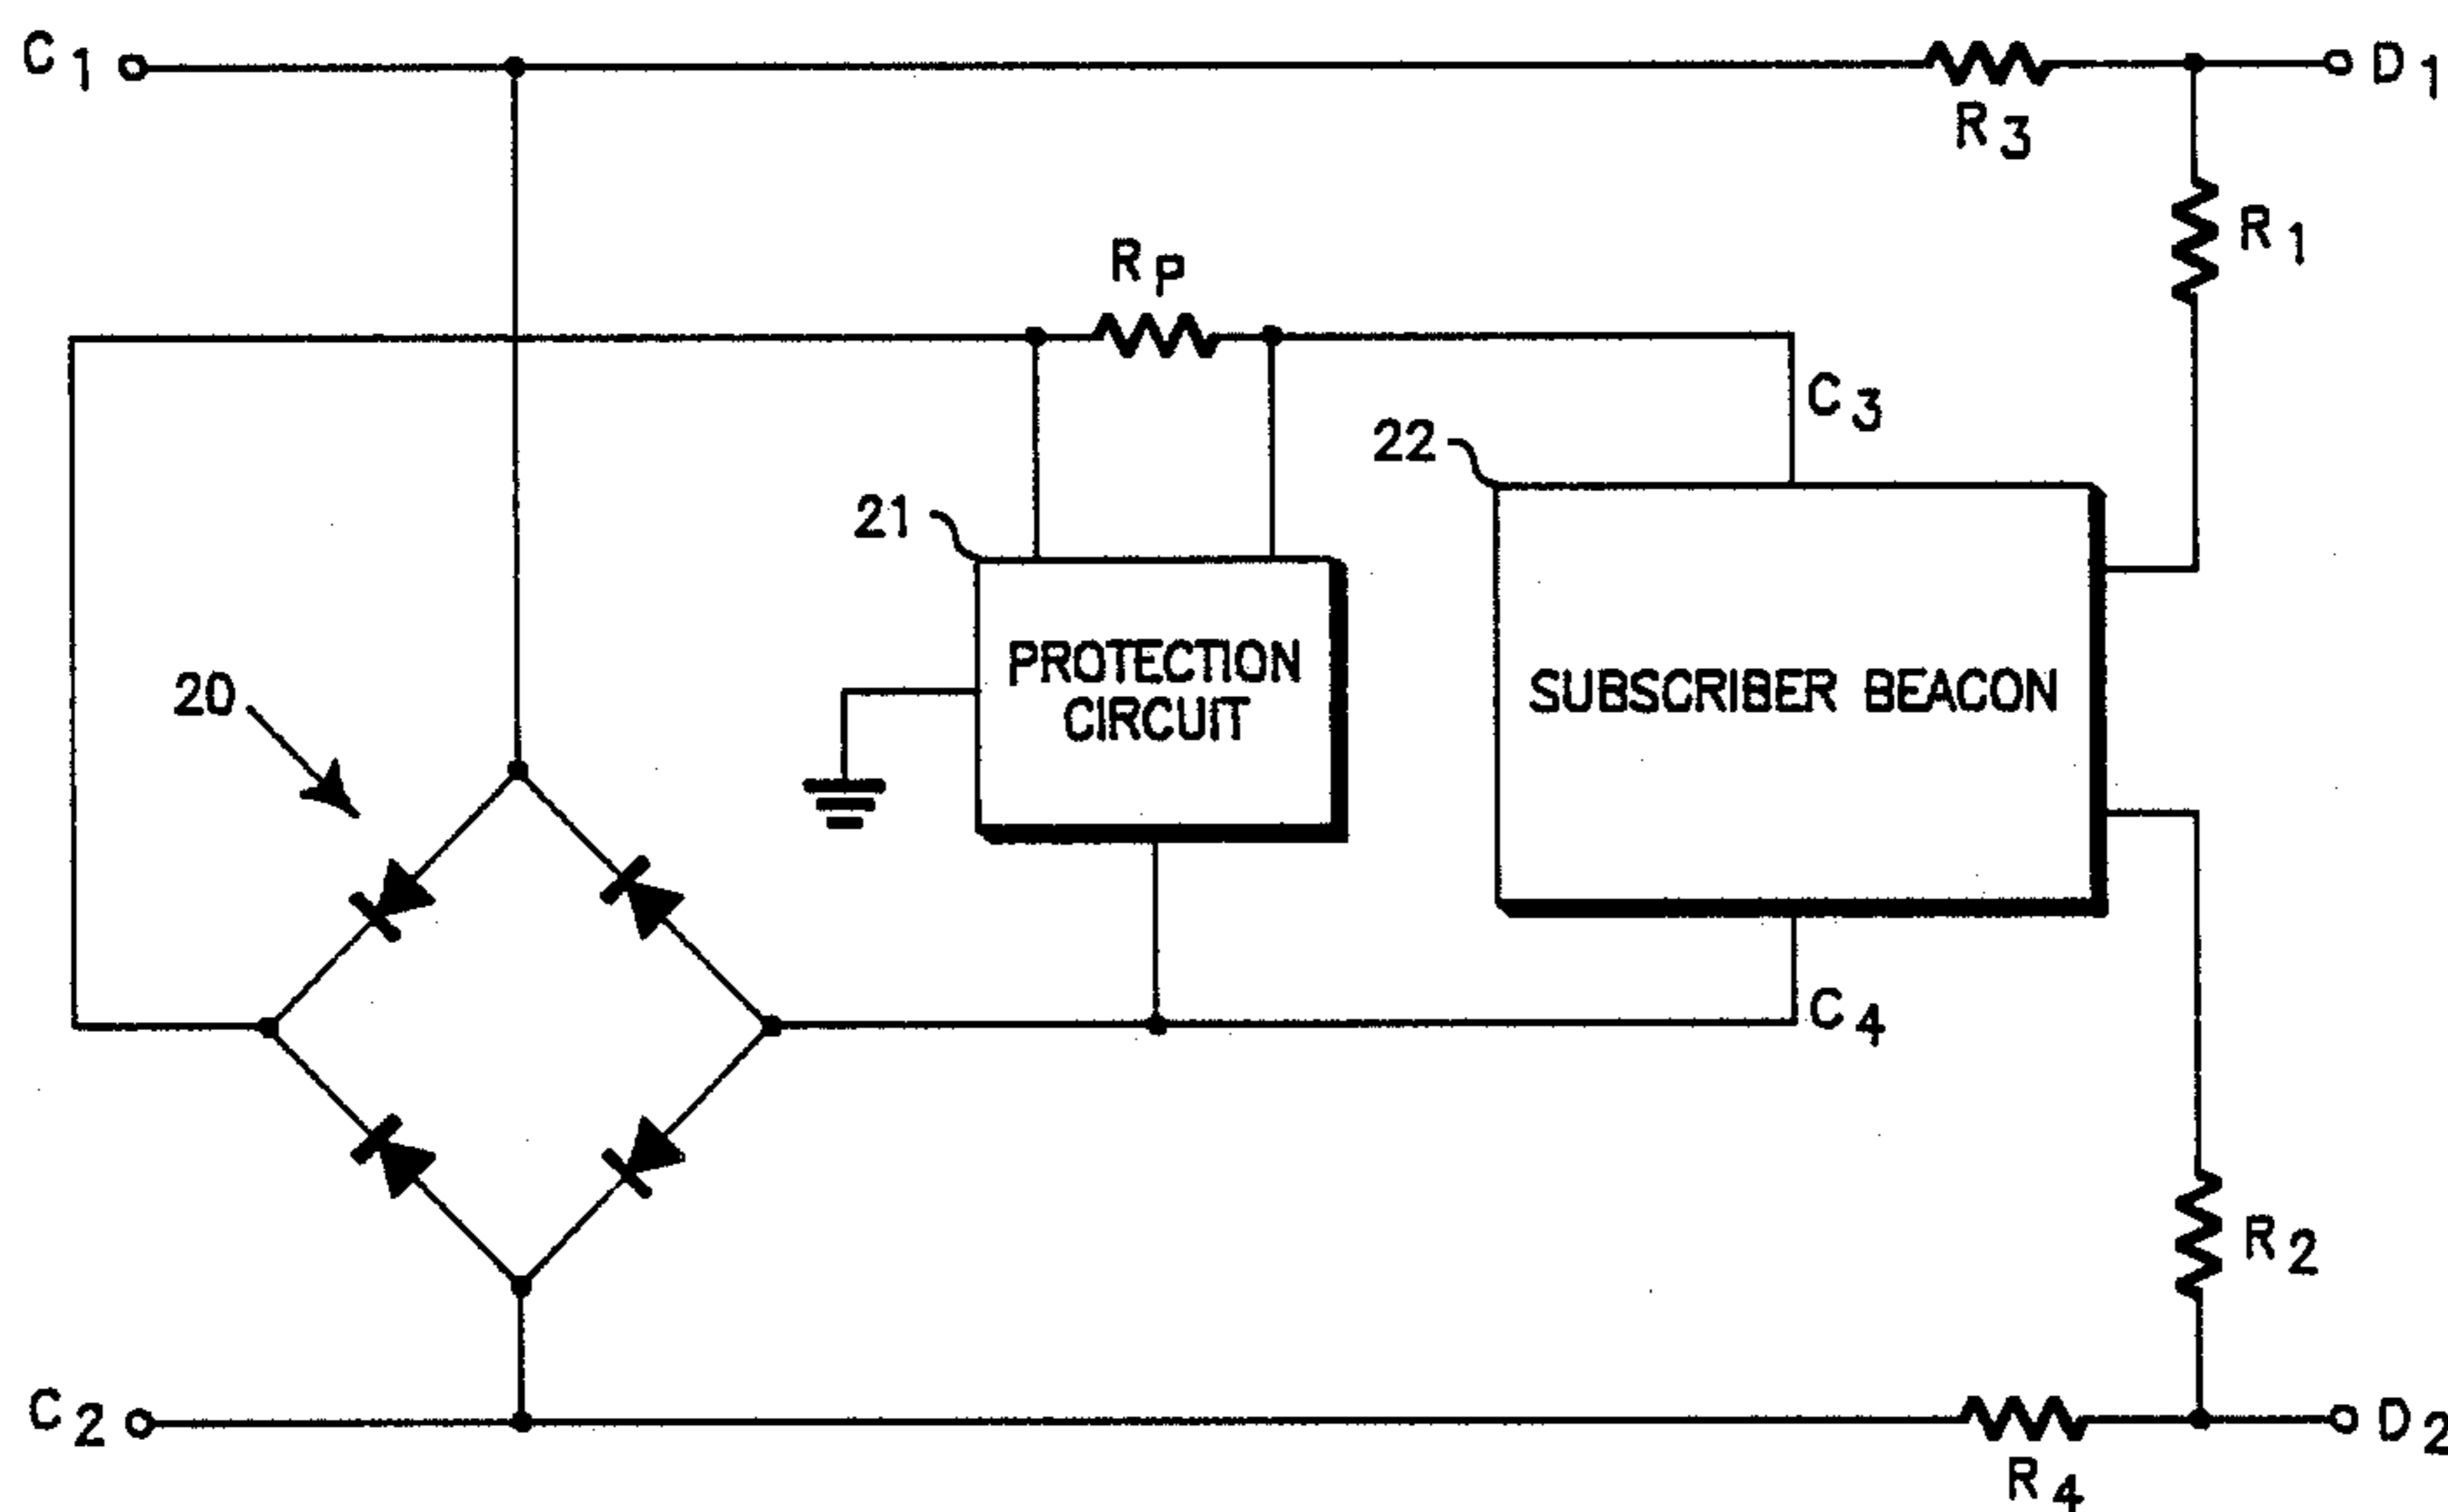 C1
D1
R3
R1
RP
C3
22
21
PROTECTION
CIRCUIT
SUBSCRIBER BEACON
20
C4
R2
C2
D2
R4